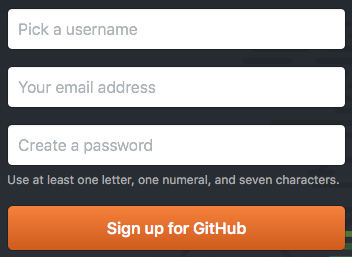 Pick a username
Your email address
Create a password
Use at least one letter, one numeral, and seven characters.
Sign up for GitHub